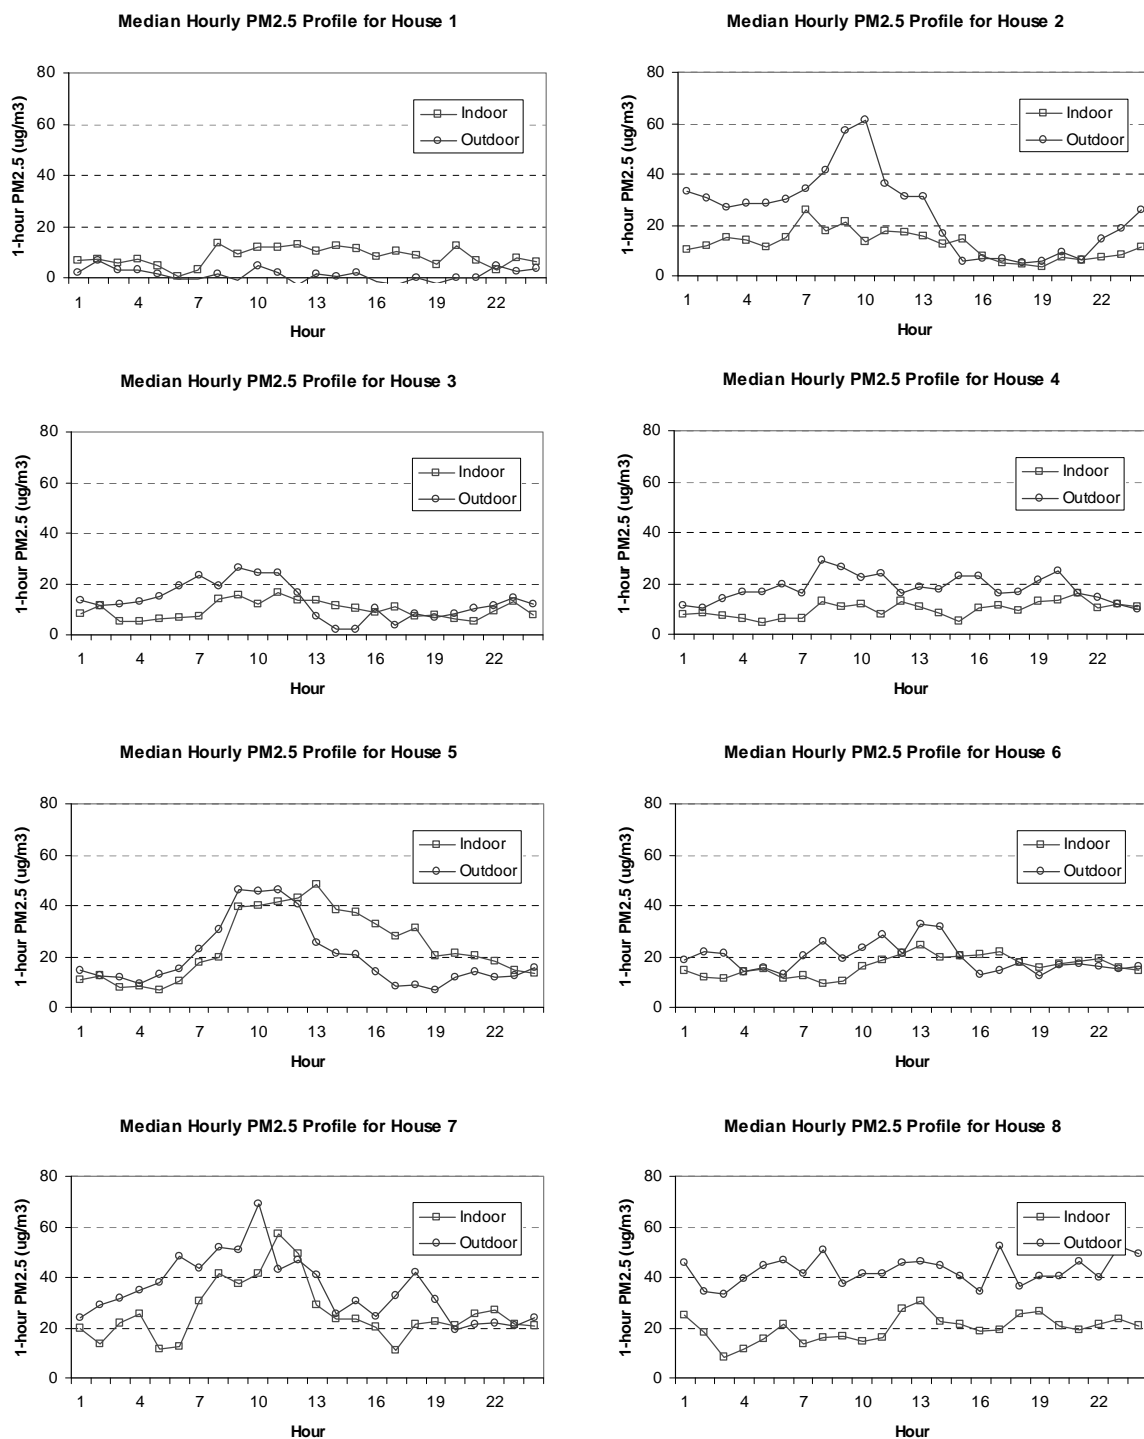 Median Hourly PM2.5 Profile for House 1
1-hour PM2.5 (ug/m3)
80
60
40
20
0
Indoor
Outdoor
1 4 7 10 13 16 19 22
Hour
Median Hourly PM2.5 Profile for House 2
1-hour PM2.5 (ug/m3)
80
60
40
20
0
Indoor
Outdoor
1 4 7 10 13 16 19 22
Hour
Median Hourly PM2.5 Profile for House 3
1-hour PM2.5 (ug/m3)
80
60
40
20
0
Indoor
Outdoor
1 4 7 10 13 16 19 22
Hour
Median Hourly PM2.5 Profile for House 4
1-hour PM2.5 (ug/m3)
80
60
40
20
0
Indoor
Outdoor
1 4 7 10 13 16 19 22
Hour
Median Hourly PM2.5 Profile for House 5
1-hour PM2.5 (ug/m3)
80
60
40
20
0
Indoor
Outdoor
1 4 7 10 13 16 19 22
Hour
Median Hourly PM2.5 Profile for House 6
1-hour PM2.5 (ug/m3)
80
60
40
20
0
Indoor
Outdoor
1 4 7 10 13 16 19 22
Hour
Median Hourly PM2.5 Profile for House 7
1-hour PM2.5 (ug/m3)
80
60
40
20
0
Indoor
Outdoor
1 4 7 10 13 16 19 22
Hour
Median Hourly PM2.5 Profile for House 8
1-hour PM2.5 (ug/m3)
80
60
40
20
0
Indoor
Outdoor
1 4 7 10 13 16 19 22
Hour